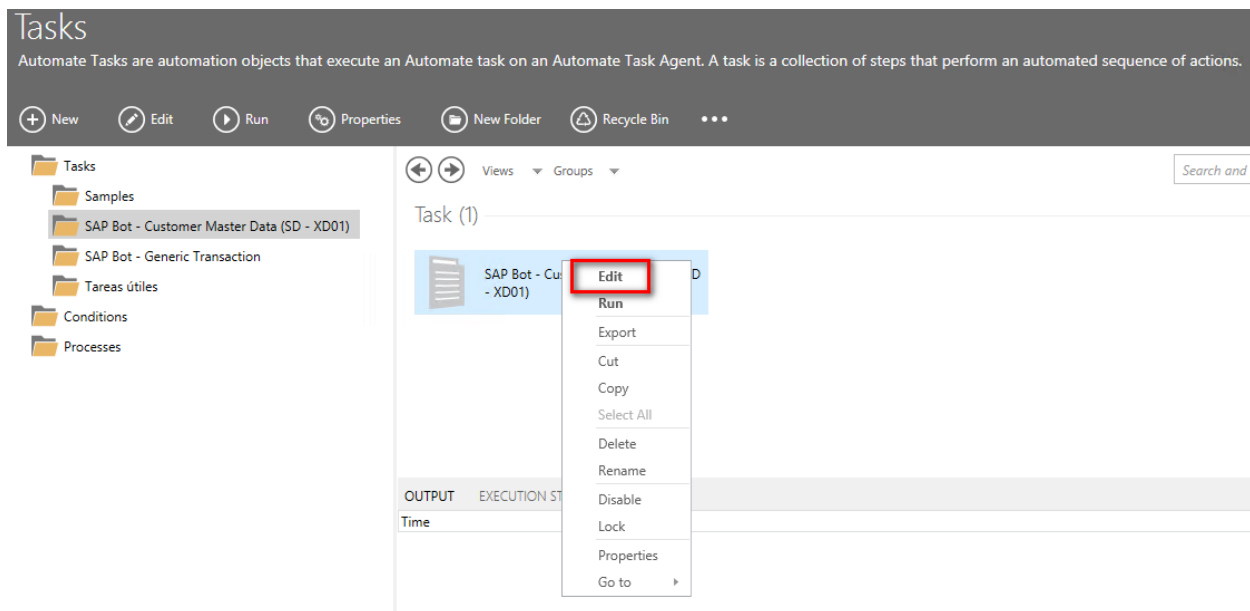 Tasks
Automate Tasks are automation objects that execute an Automate task on an Automate Task Agent. A task is a collection of steps that perform an automated sequence of actions.
New Edit Run Properties New Folder Recycle Bin
Tasks
Samples
SAP Bot - Customer Master Data (SD - XD01)
SAP Bot - Generic Transaction
Tareas útiles
Conditions
Processes
Views Groups
Search and
Task (1)
SAP Bot - Cu D
- XD01)
Edit
Run
Export
Cut
Copy
Select All
Delete
Rename
Disable
Lock
Properties
Go to
OUTPUT EXECUTION ST
Time